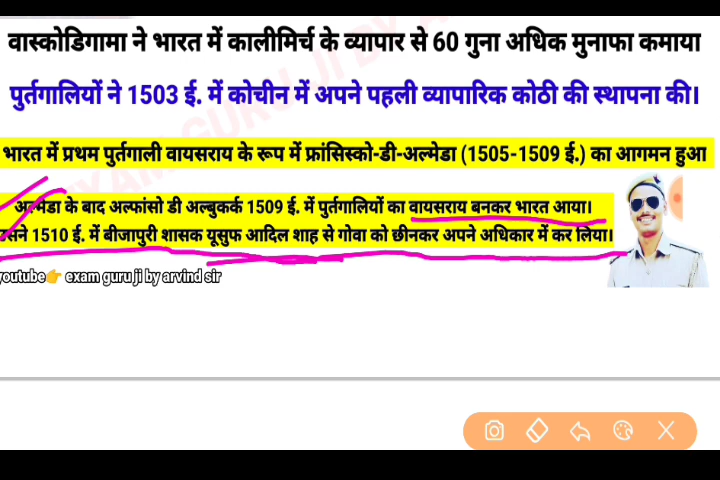 वास्कोडिगामा ने भारत में कालीमिर्च के व्यापार से 60 गुना अधिक मुनाफा कमाया
पुर्तगालियों ने 1503 ई. में कोचीन में अपने पहली व्यापारिक कोठी की स्थापना की।
भारत में प्रथम पुर्तगाली वायसराय के रूप में फ्रांसिस्को-डी-अल्मेडा (1505-1509 ई.) का आगमन हुआ
अल्मेडा के बाद अल्फांसो डी अल्बुकर्क 1509 ई. में पुर्तगालियों का वायसराय बनकर भारत आया।
उसने 1510 ई. में बीजापुरी शासक यूसुफ आदिल शाह से गोवा को छीनकर अपने अधिकार में कर लिया।
youtube👉 exam guru ji by arvind sir